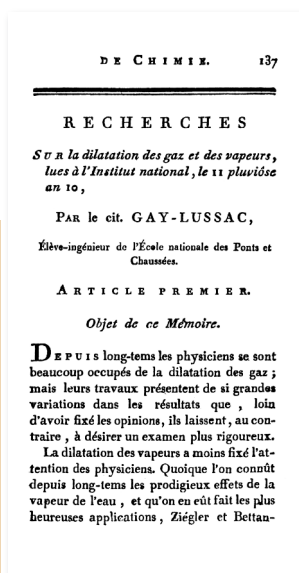 DE CHIMIE. 137
RECHERCHES
SUR la dilatation des gaz et des vapeurs,
lues à l'Institut national, le 11 pluviôse
an 10,
PAR le cit. GAY-LUSSAC,
Élève-ingénieur de l'École nationale des Ponts et
Chaussées.
ARTICLE PREMIER.
Objet de ce Mémoire.
DEPUIS long-tems les physiciens se sont
beaucoup occupés de la dilatation des gaz ;
mais leurs travaux présentent de si grandes
variations dans les résultats que , loin
d'avoir fixé les opinions, ils laissent, au con-
traire , à désirer un examen plus rigoureux.
La dilatation des vapeurs a moins fixé l'at-
tention des physiciens. Quoique l'on connût
depuis long-tems les prodigieux effets de la
vapeur de l'eau , et qu'on en eût fait les plus
heureuses applications, Ziégler et Bettan-